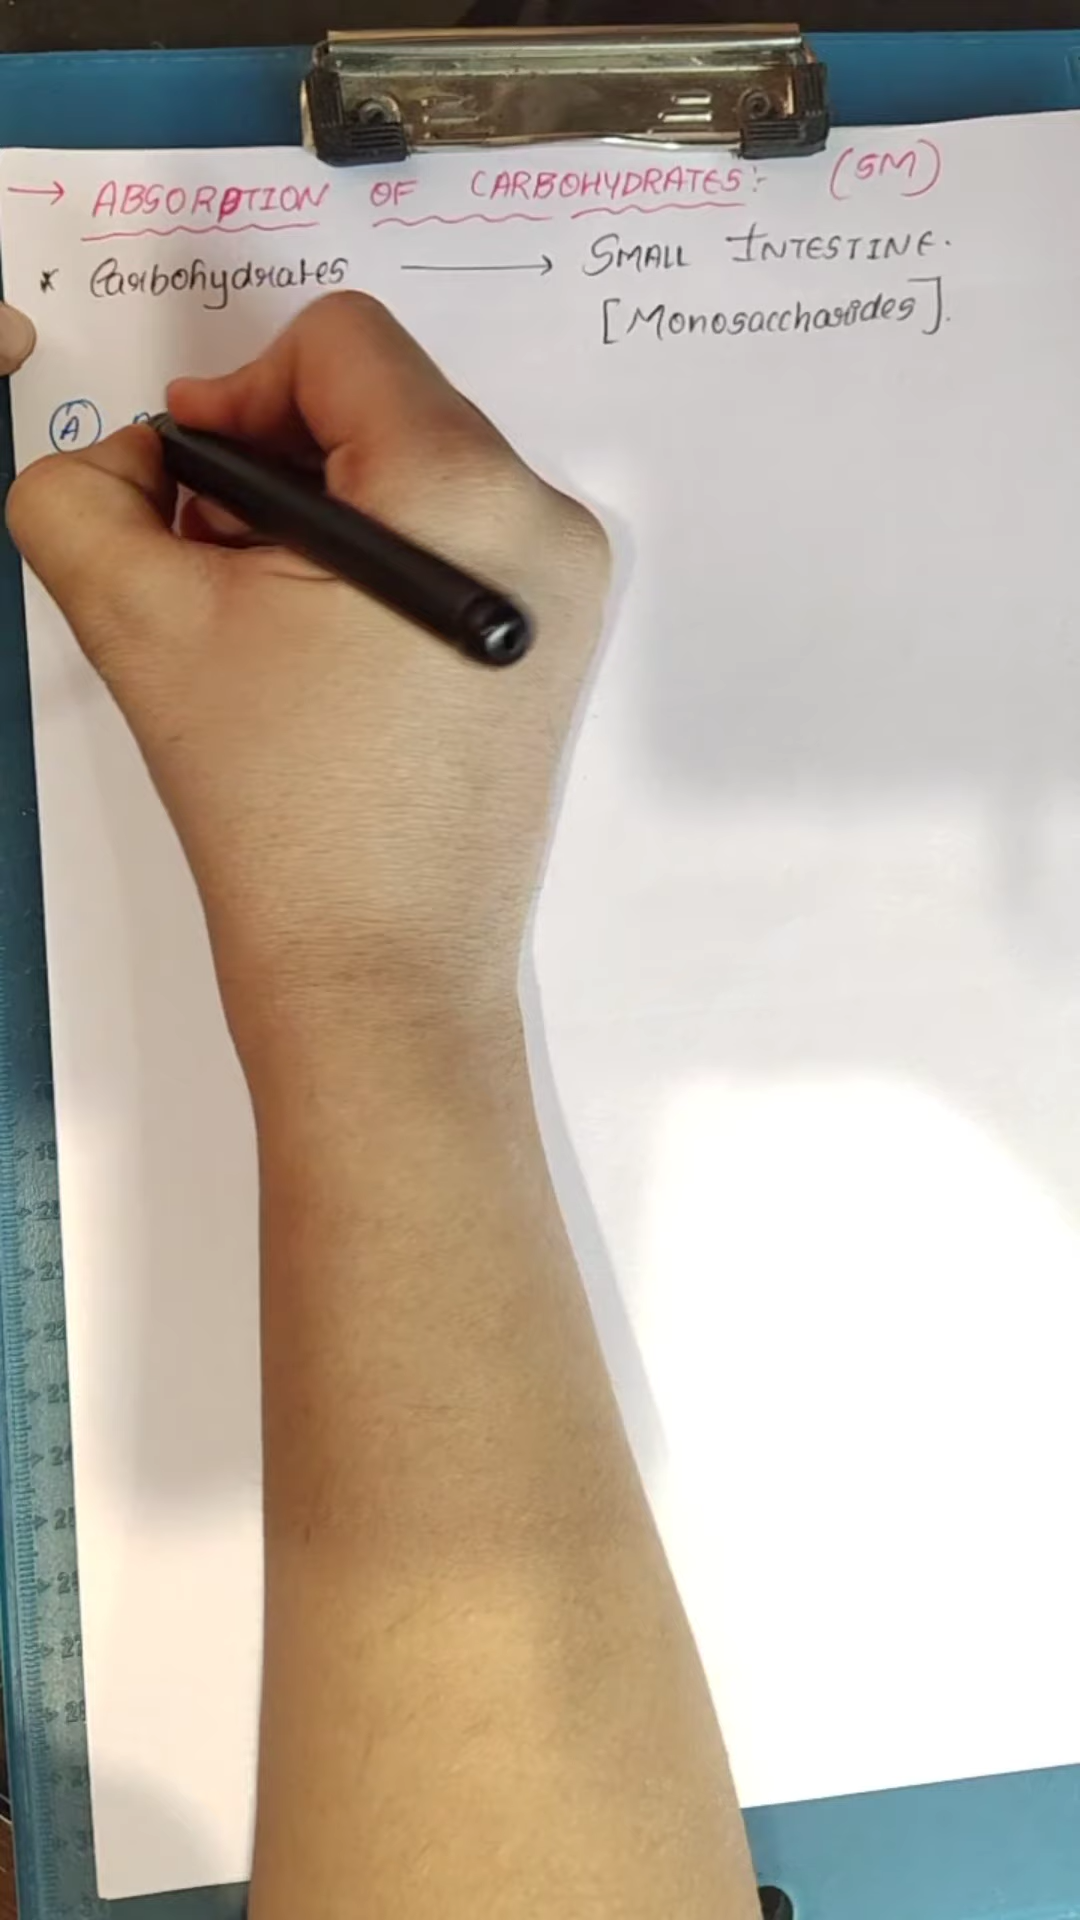 → ABSORPTION OF CARBOHYDRATES:- (5M)
* Carbohydrates ⟶ SMALL INTESTINE.
[Monosaccharides].
A